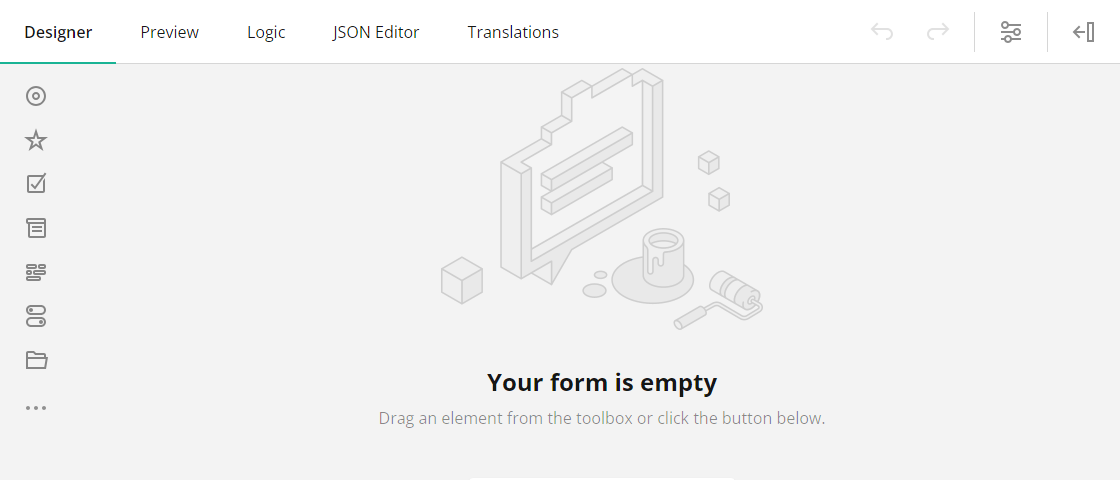 Designer Preview Logic JSON Editor Translations
Your form is empty
Drag an element from the toolbox or click the button below.